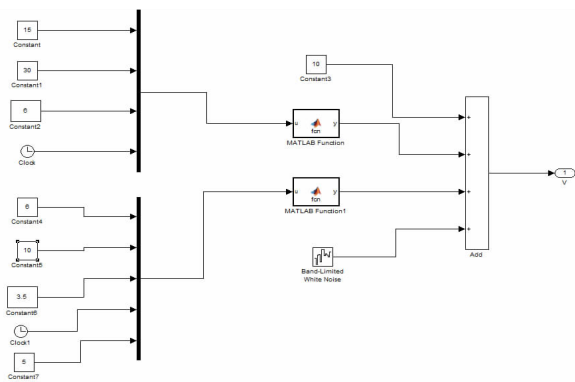 15
Constant
30
Constant1
6
Constant2
Clock
10
Constant3
u
fcn
y
MATLAB Function
6
Constant4
10
Constant5
3.5
Constant6
Clock1
5
Constant7
u
fcn
y
MATLAB Function1
Band-Limited
White Noise
+
+
+
+
Add
1
V